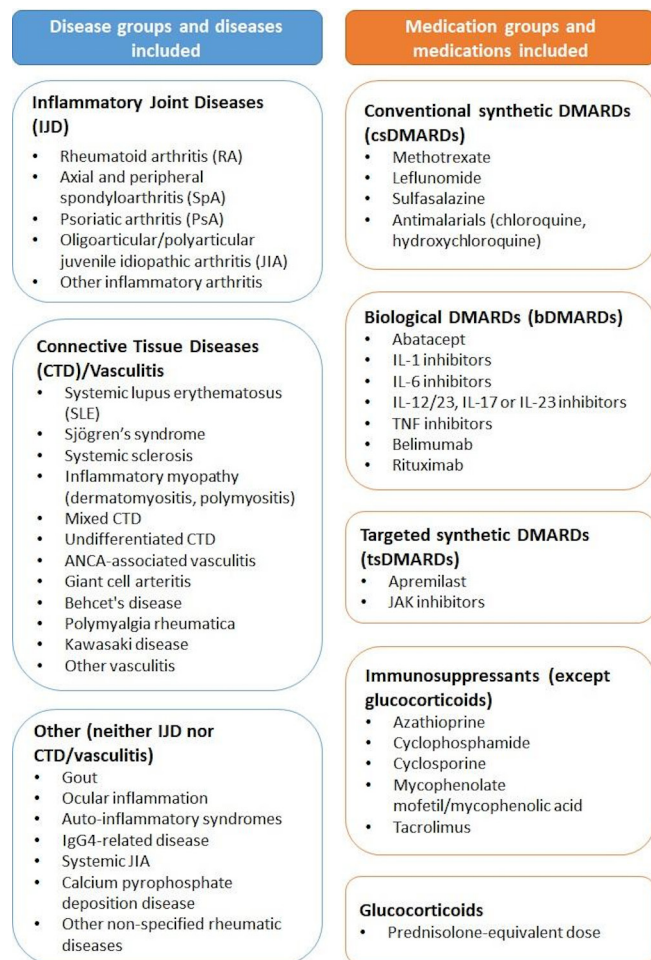 Disease groups and diseases
included
Inflammatory Joint Diseases
(IJD)
• Rheumatoid arthritis (RA)
• Axial and peripheral
spondyloarthritis (SpA)
• Psoriatic arthritis (PsA)
• Oligoarticular/polyarticular
juvenile idiopathic arthritis (JIA)
• Other inflammatory arthritis
Connective Tissue Diseases
(CTD)/Vasculitis
• Systemic lupus erythematosus
(SLE)
• Sjögren's syndrome
• Systemic sclerosis
• Inflammatory myopathy
(dermatomyositis, polymyositis)
• Mixed CTD
• Undifferentiated CTD
• ANCA-associated vasculitis
• Giant cell arteritis
• Behcet's disease
• Polymyalgia rheumatica
• Kawasaki disease
• Other vasculitis
Other (neither IJD nor
CTD/vasculitis)
• Gout
• Ocular inflammation
• Auto-inflammatory syndromes
• IgG4-related disease
• Systemic JIA
• Calcium pyrophosphate
deposition disease
• Other non-specified rheumatic
diseases
Medication groups and
medications included
Conventional synthetic DMARDs
(csDMARDs)
• Methotrexate
• Leflunomide
• Sulfasalazine
• Antimalarials (chloroquine,
hydroxychloroquine)
Biological DMARDs (bDMARDs)
• Abatacept
• IL-1 inhibitors
• IL-6 inhibitors
• IL-12/23, IL-17 or IL-23 inhibitors
• TNF inhibitors
• Belimumab
• Rituximab
Targeted synthetic DMARDs
(tsDMARDs)
• Apremilast
• JAK inhibitors
Immunosuppressants (except
glucocorticoids)
• Azathioprine
• Cyclophosphamide
• Cyclosporine
• Mycophenolate
mofetil/mycophenolic acid
• Tacrolimus
Glucocorticoids
• Prednisolone-equivalent dose